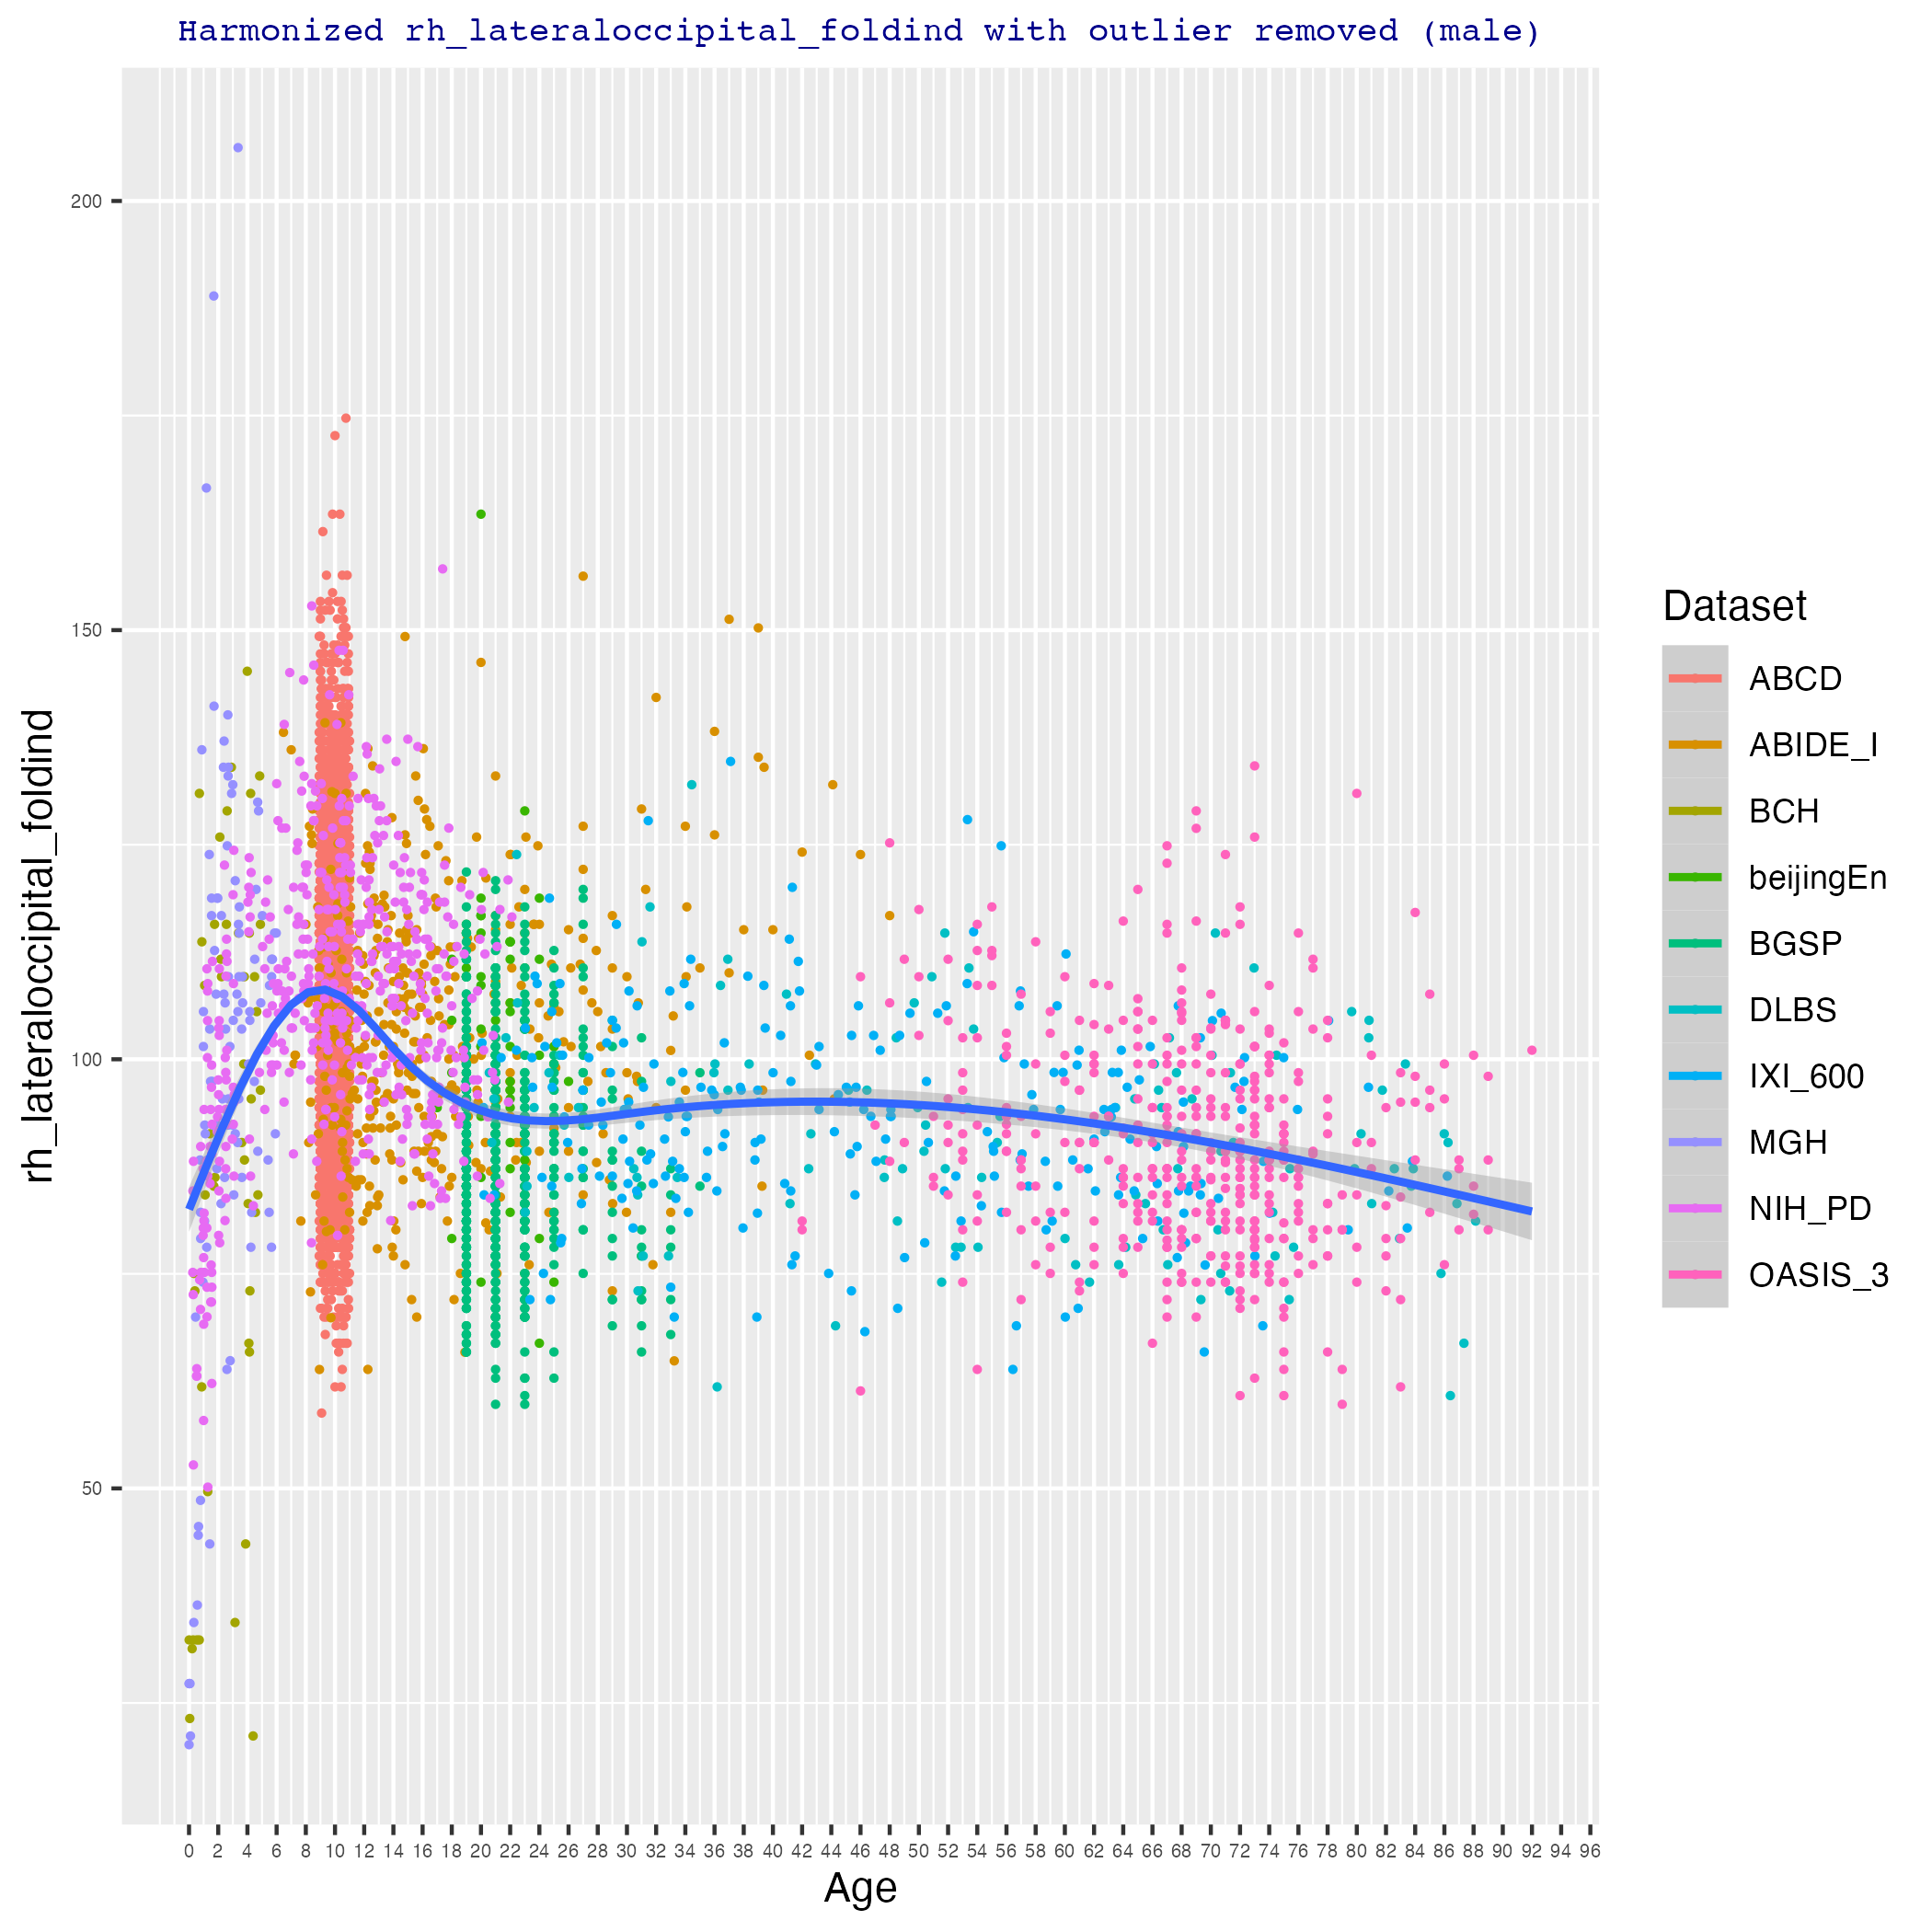 Harmonized rh_lateraloccipital_foldind with outlier removed (male)
rh_lateraloccipital_foldind
200
150
100
50
0 2 4 6 8 10 12 14 16 18 20 22 24 26 28 30 32 34 36 38 40 42 44 46 48 50 52 54 56 58 60 62 64 66 68 70 72 74 76 78 80 82 84 86 88 90 92 94 96
Age
Dataset
ABCD
ABIDE_I
BCH
beijingEn
BGSP
DLBS
IXI_600
MGH
NIH_PD
OASIS_3